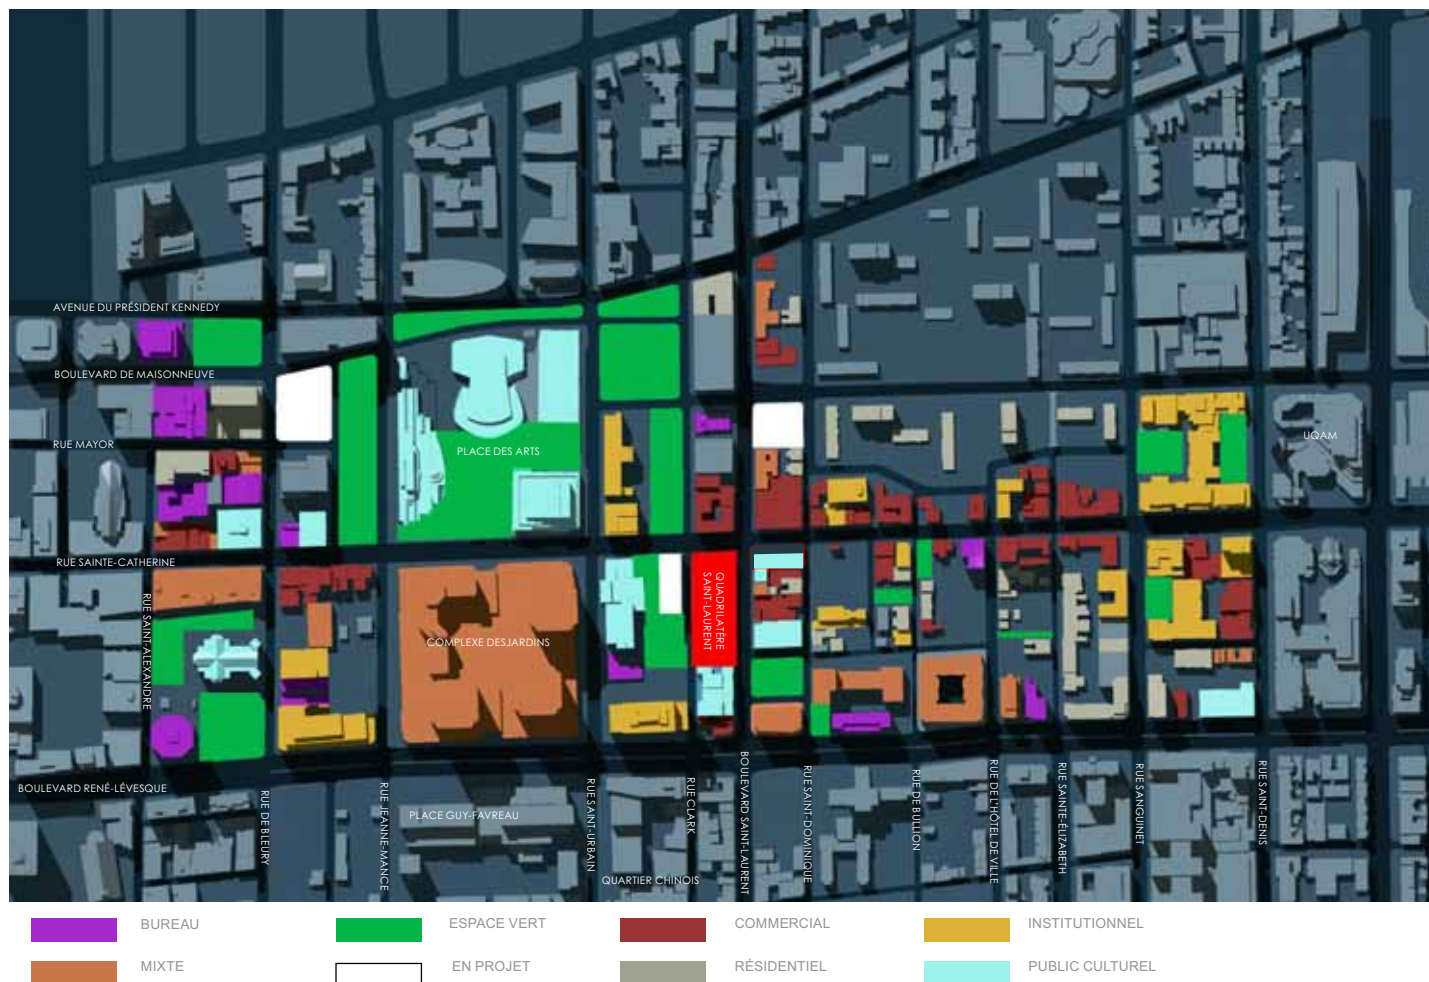 AVENUE DU PRÉSIDENT KENNEDY
BOULEVARD DE MAISONNEUVE
RUE MAYOR
PLACE DES ARTS
UQAM
RUE SAINTE-CATHERINE
RUE SAINT-ALEXANDRE
COMPLEXE DESJARDINS
QUADRILATÈRE
SAINT-LAURENT
BOULEVARD RENÉ-LÉVESQUE
RUE DE BLEURY
RUE JEANNE-MANCE
PLACE GUY-FAVREAU
RUE SAINT-URBAIN
QUARTIER CHINOIS
RUE CLARK
BOULEVARD SAINT-LAURENT
RUE SAINT-DOMINIQUE
RUE DE BULLION
RUE DE L'HÔTEL DE VILLE
RUE SAINTE-ÉLIZABETH
RUE SANGUINET
RUE SAINT-DENIS
BUREAU
ESPACE VERT
COMMERCIAL
INSTITUTIONNEL
MIXTE
EN PROJET
RÉSIDENTIEL
PUBLIC CULTUREL